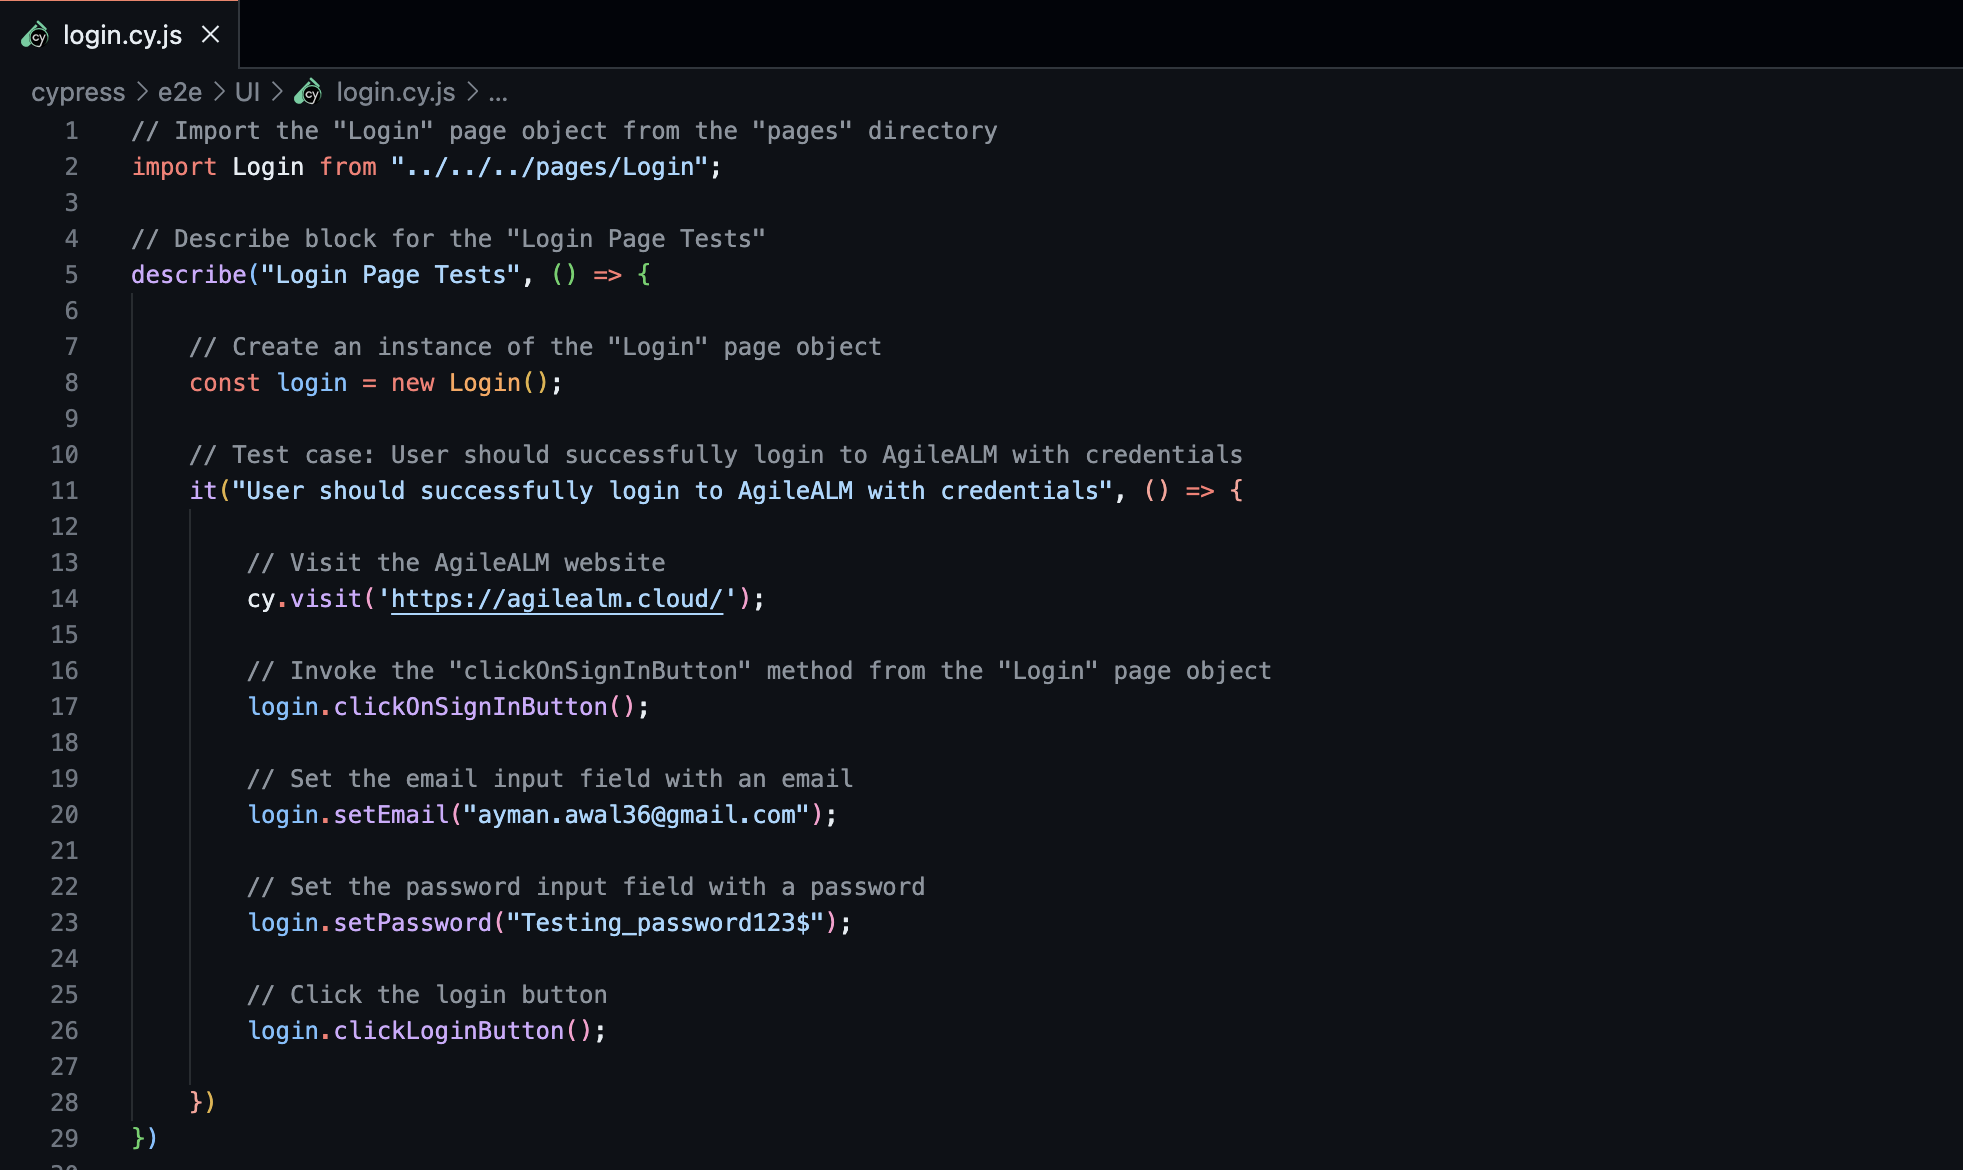 login.cy.js
cypress > e2e > UI > login.cy.js > ...
1 // Import the "Login" page object from the "pages" directory
2 import Login from "../../../pages/Login";
3
4 // Describe block for the "Login Page Tests"
5 describe("Login Page Tests", () => {
6
7 // Create an instance of the "Login" page object
8 const login = new Login();
9
10 // Test case: User should successfully login to AgileALM with credentials
11 it("User should successfully login to AgileALM with credentials", () => {
12
13 // Visit the AgileALM website
14 cy.visit('https://agilealm.cloud/');
15
16 // Invoke the "clickOnSignInButton" method from the "Login" page object
17 login.clickOnSignInButton();
18
19 // Set the email input field with an email
20 login.setEmail("ayman.awal36@gmail.com");
21
22 // Set the password input field with a password
23 login.setPassword("Testing_password123$");
24
25 // Click the login button
26 login.clickLoginButton();
27
28 })
29 })